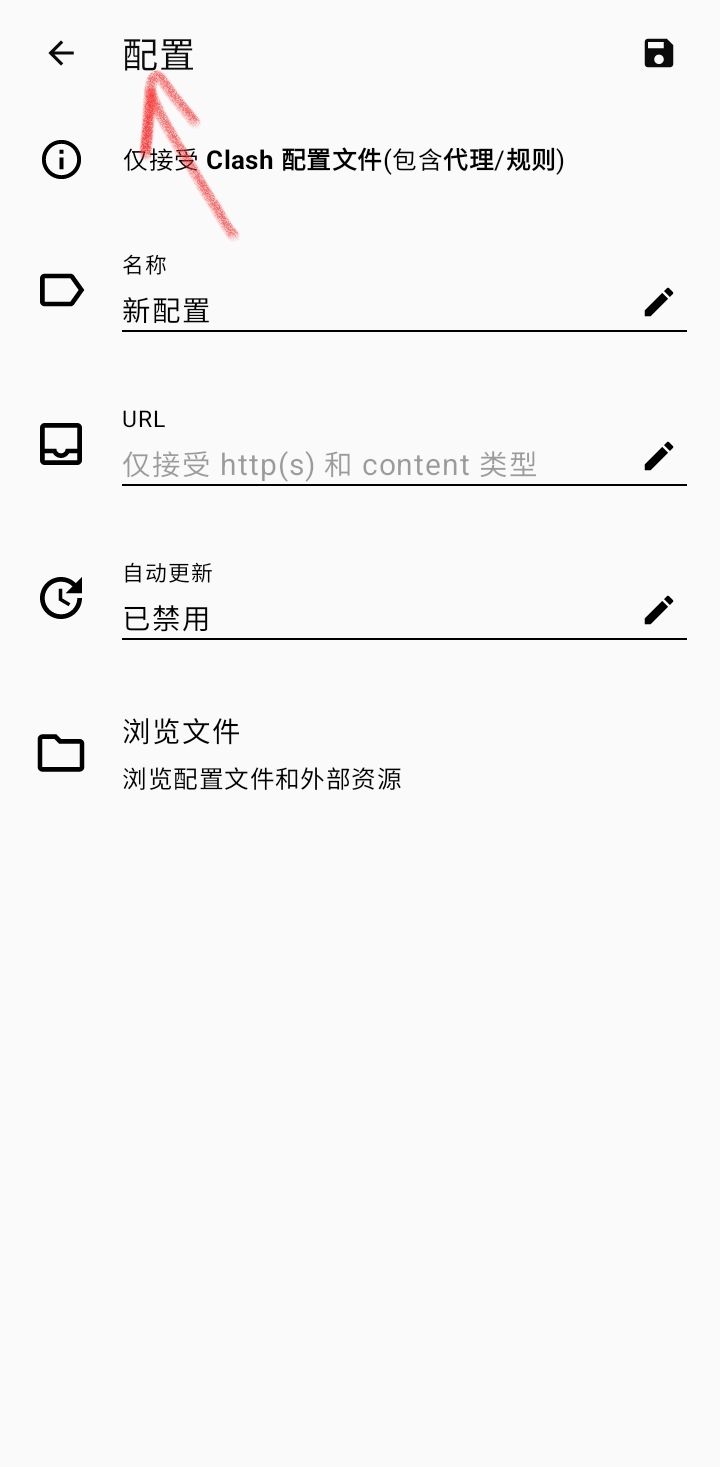 配置
仅接受 Clash 配置文件(包含代理/规则)
名称
新配置
URL
仅接受 http(s) 和 content 类型
自动更新
已禁用
浏览文件
浏览配置文件和外部资源